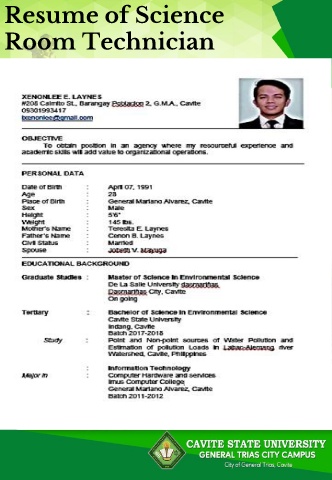 Resume of Science
Room Technician
XENONLEE E. LAYNES
#208 Caimito St., Barangay Poblacion 2, G.M.A., Cavite
09301993417
lxenonlee@gmail.com
OBJECTIVE
To obtain position in an agency where my resourceful experience and
academic skills will add value to organizational operations.
PERSONAL DATA
Date of Birth : April 07, 1991
Age : 28
Place of Birth : General Mariano Alvarez, Cavite
Sex : Male
Height : 5'6"
Weight : 145 lbs.
Mother's Name : Teresita E. Laynes
Father's Name : Cenon B. Laynes
Civil Status : Married
Spouse : Jobeth V. Mayuga
EDUCATIONAL BACKGROUND
Graduate Studies : Master of Science in Environmental Science
De La Salle University dasmariñas,
Dasmariñas City, Cavite
On going
Tertiary : Bachelor of Science in Environmental Science
Cavite State University
Indang, Cavite
Batch 2017-2018
Study : Point and Non-point sources of Water Pollution and
Estimation of pollution Loads in Laban-Alemang river
Watershed, Cavite, Philippines
: Information Technology
Major in : Computer Hardware and services
Imus Computer College
General Mariano Alvarez, Cavite
Batch 2011-2012
CAVITE STATE UNIVERSITY
GENERAL TRIAS CITY CAMPUS
City of General Trias, Cavite